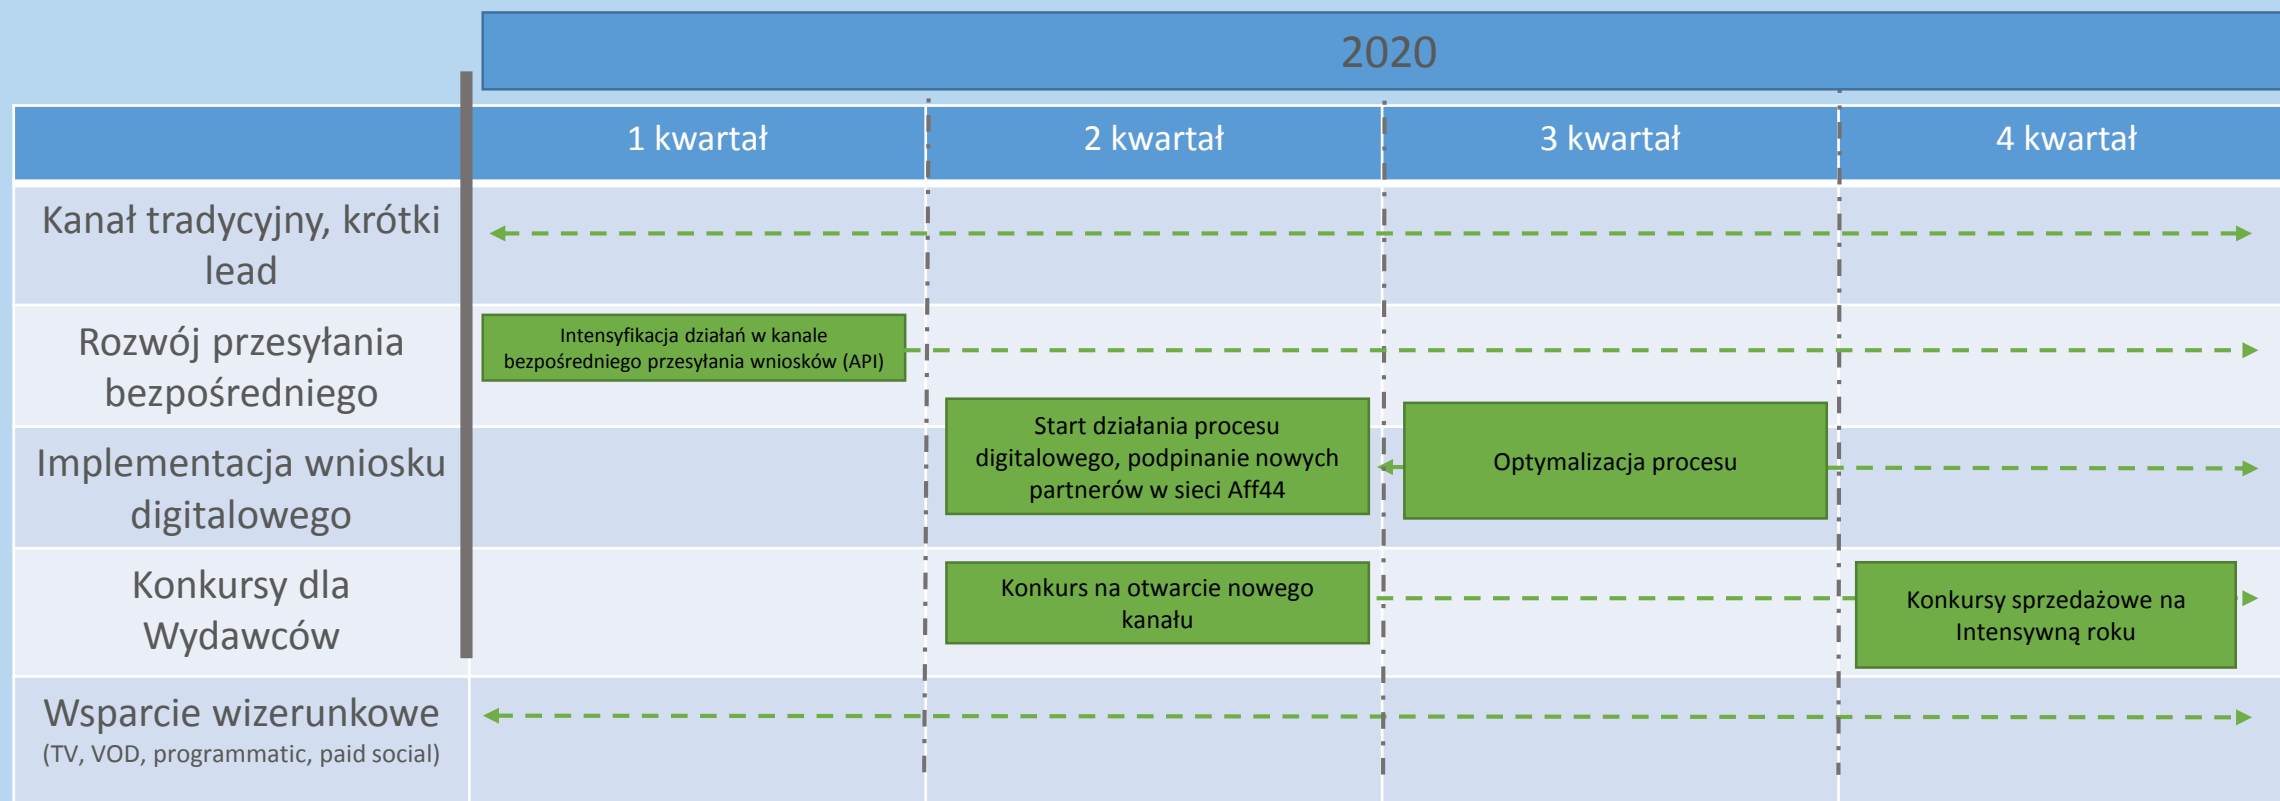 2020
1 kwartał
2 kwartał
3 kwartał
4 kwartał
Kanał tradycyjny, krótki
lead
Rozwój przesyłania
bezpośredniego
Intensyfikacja działań w kanale
bezpośredniego przesyłania wniosków (API)
Implementacja wniosku
digitalowego
Start działania procesu
digitalowego, podpinanie nowych
partnerów w sieci Aff44
Optymalizacja procesu
Konkursy dla
Wydawców
Konkurs na otwarcie nowego
kanału
Konkursy sprzedażowe na
Intensywną roku
Wsparcie wizerunkowe
(TV, VOD, programmatic, paid social)